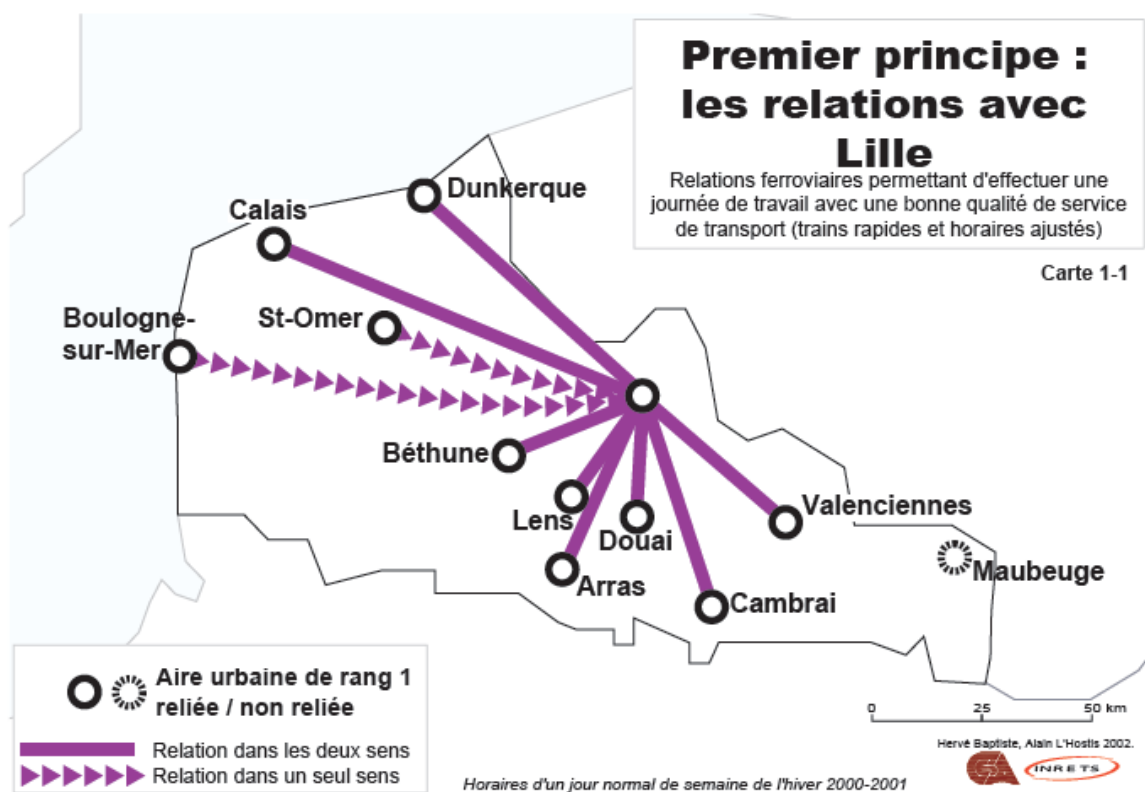 Premier principe :
les relations avec
Lille
Relations ferroviaires permettant d'effectuer une
journée de travail avec une bonne qualité de service
de transport (trains rapides et horaires ajustés)
Carte 1-1
Dunkerque
Calais
St-Omer
Boulogne-
sur-Mer
Béthune
Lens
Douai
Valenciennes
Maubeuge
Arras
Cambrai
Aire urbaine de rang 1
reliée / non reliée
Relation dans les deux sens
Relation dans un seul sens
0 25 50 km
Hervé Baptiste, Alain L'Hostis 2002.
INRETS
Horaires d'un jour normal de semaine de l'hiver 2000-2001